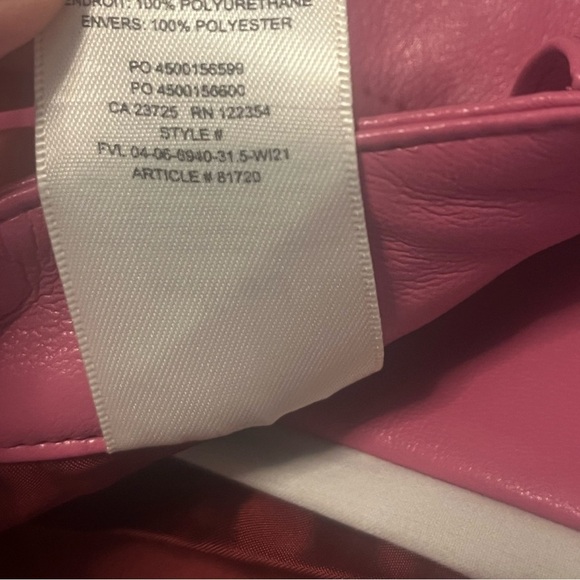 ENDROIT: 100% POLYURETHANE
ENVERS: 100% POLYESTER
PO 4500156599
PO 4500156600
CA 23725 RN 122354
STYLE #
FVL 04-06-6940-31.5-WI21
ARTICLE # 81720